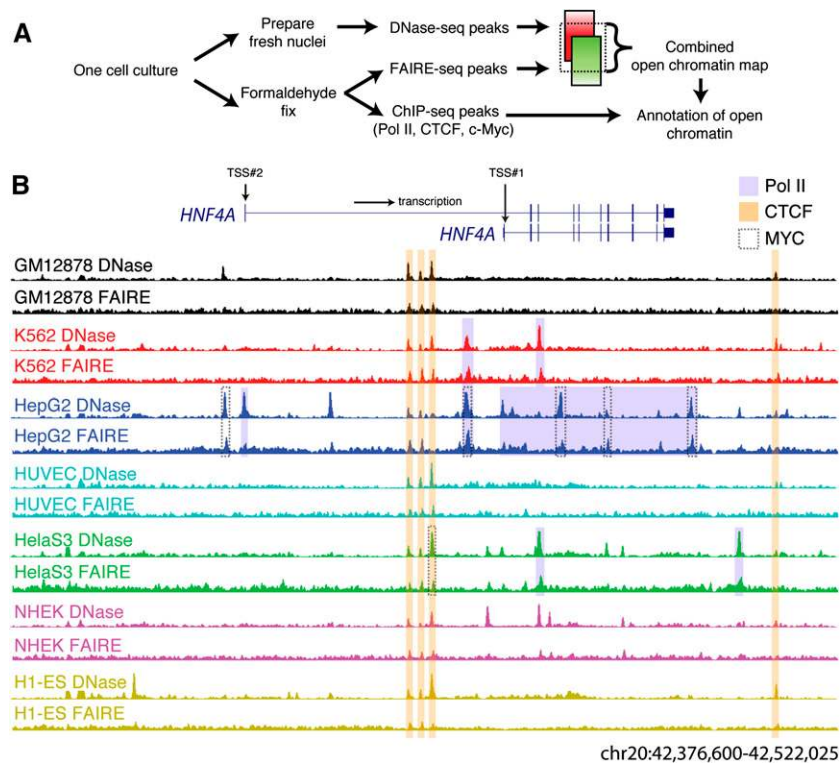 A
One cell culture
Prepare
fresh nuclei
DNase-seq peaks
FAIRE-seq peaks
Formaldehyde
fix
ChIP-seq peaks
(Pol II, CTCF, c-Myc)
Combined
open chromatin map
Annotation of open
chromatin
B
TSS#2
transcription
TSS#1
HNF4A
HNF4A
Pol II
CTCF
MYC
GM12878 DNase
GM12878 FAIRE
K562 DNase
K562 FAIRE
HepG2 DNase
HepG2 FAIRE
HUVEC DNase
HUVEC FAIRE
HelaS3 DNase
HelaS3 FAIRE
NHEK DNase
NHEK FAIRE
H1-ES DNase
H1-ES FAIRE
chr20:42,376,600-42,522,025